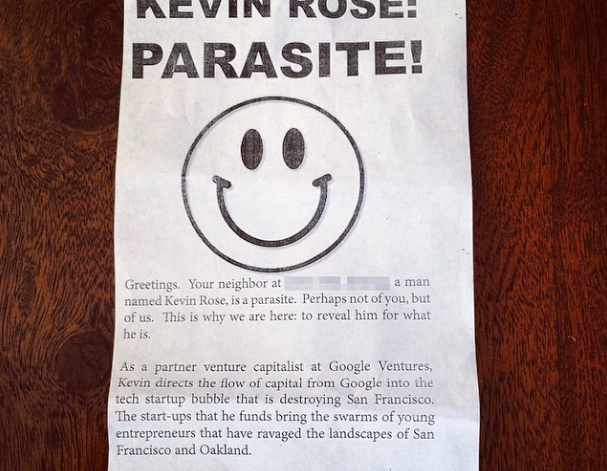 KEVIN ROSE!
PARASITE!
Greetings. Your neighbor at a man
named Kevin Rose, is a parasite. Perhaps not of you, but
of us. This is why we are here: to reveal him for what
he is.
As a partner venture capitalist at Google Ventures,
Kevin directs the flow of capital from Google into the
tech startup bubble that is destroying San Francisco.
The start-ups that he funds bring the swarms of young
entrepreneurs that have ravaged the landscapes of San
Francisco and Oakland.